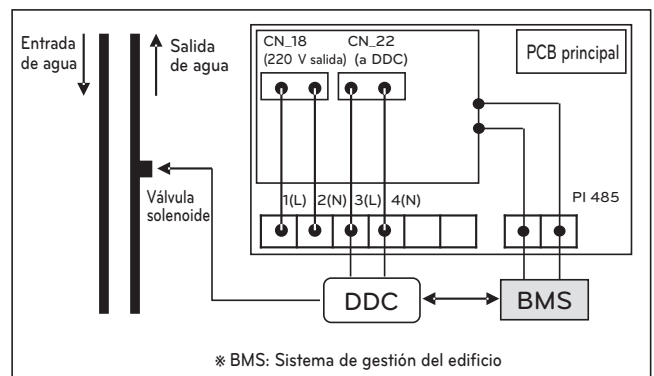 Entrada
de agua
Salida
de agua
CN_18
(220 V salida)
CN_22
(a DDC)
PCB principal
Válvula
solenoide
1(L) 2(N) 3(L) 4(N)
PI 485
DDC
BMS
※ BMS: Sistema de gestión del edificio